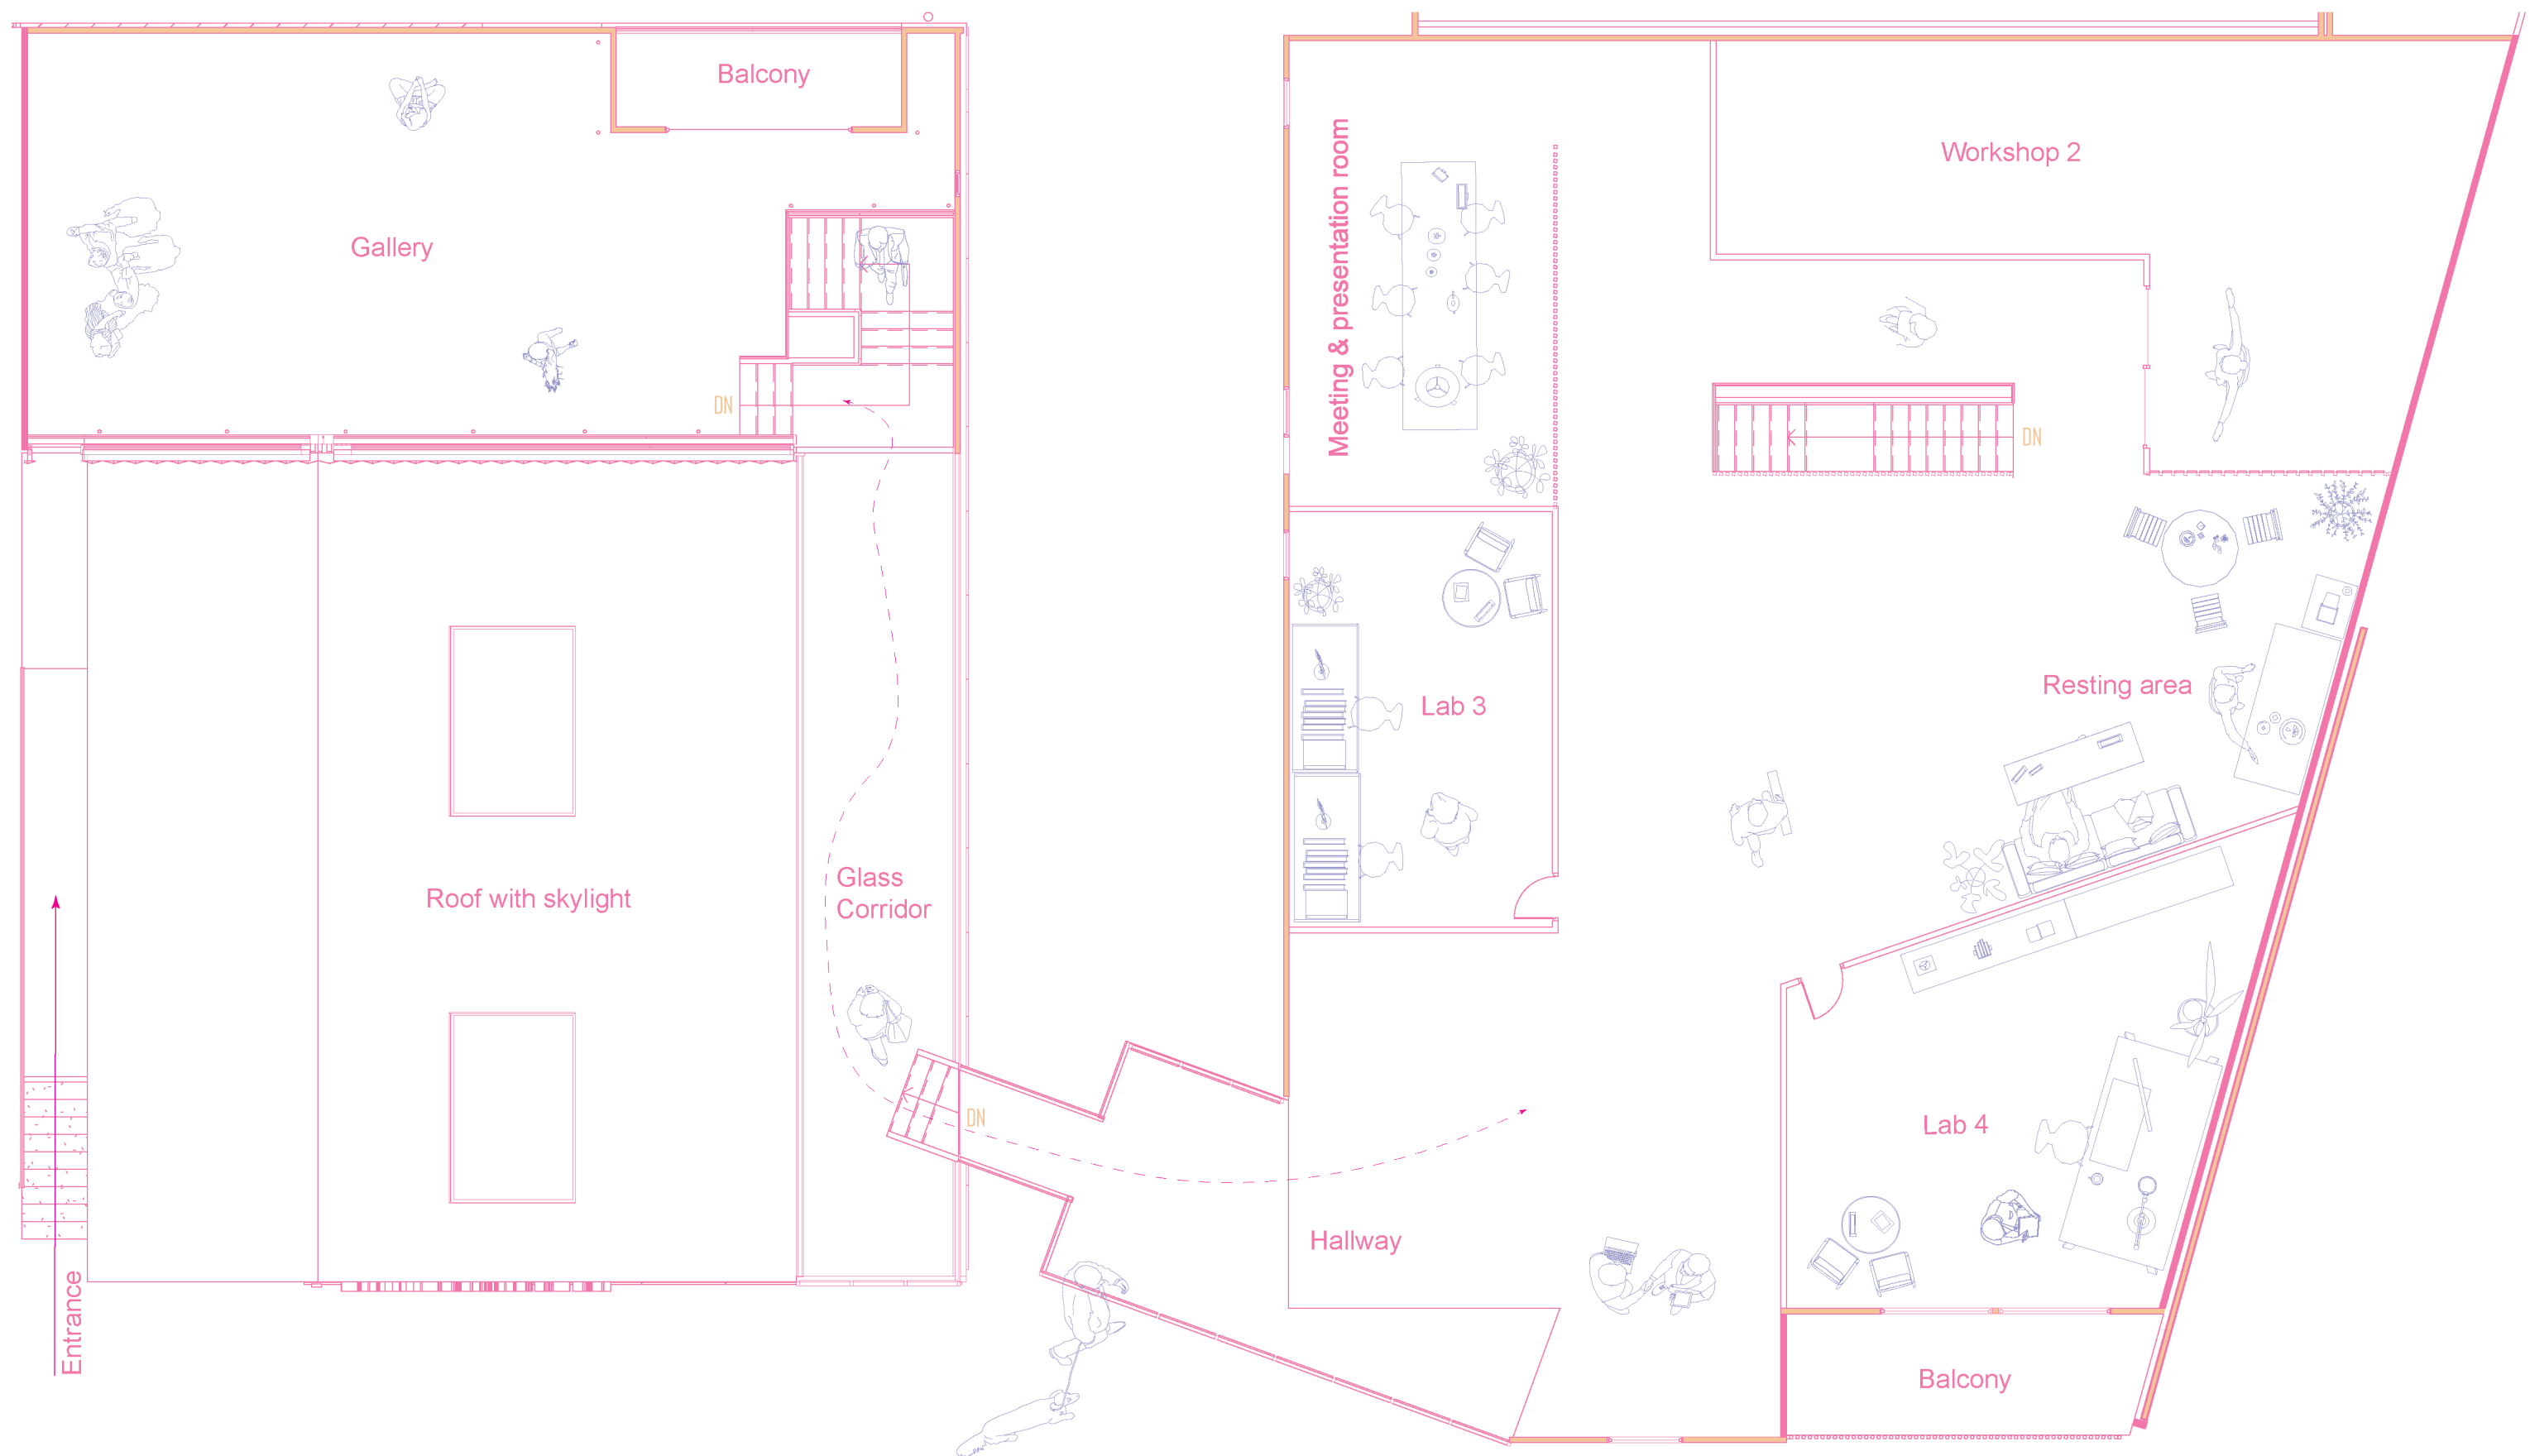 Balcony
Gallery
DN
Roof with skylight
Glass
Corridor
DN
Entrance
Meeting & presentation room
Workshop 2
DN
Lab 3
Resting area
Lab 4
Hallway
Balcony